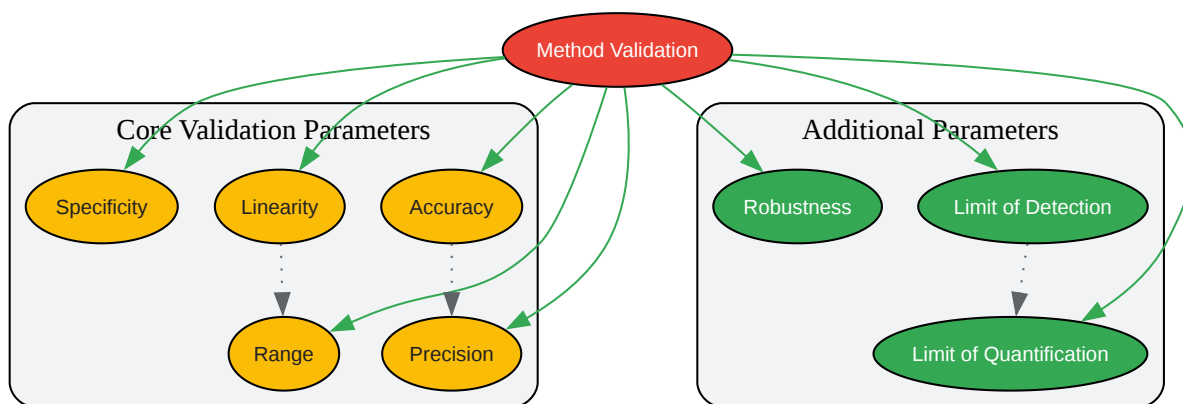 Method Validation
Core Validation Parameters
Additional Parameters
Specificity
Linearity
Accuracy
Robustness
Limit of Detection
Range
Precision
Limit of Quantification